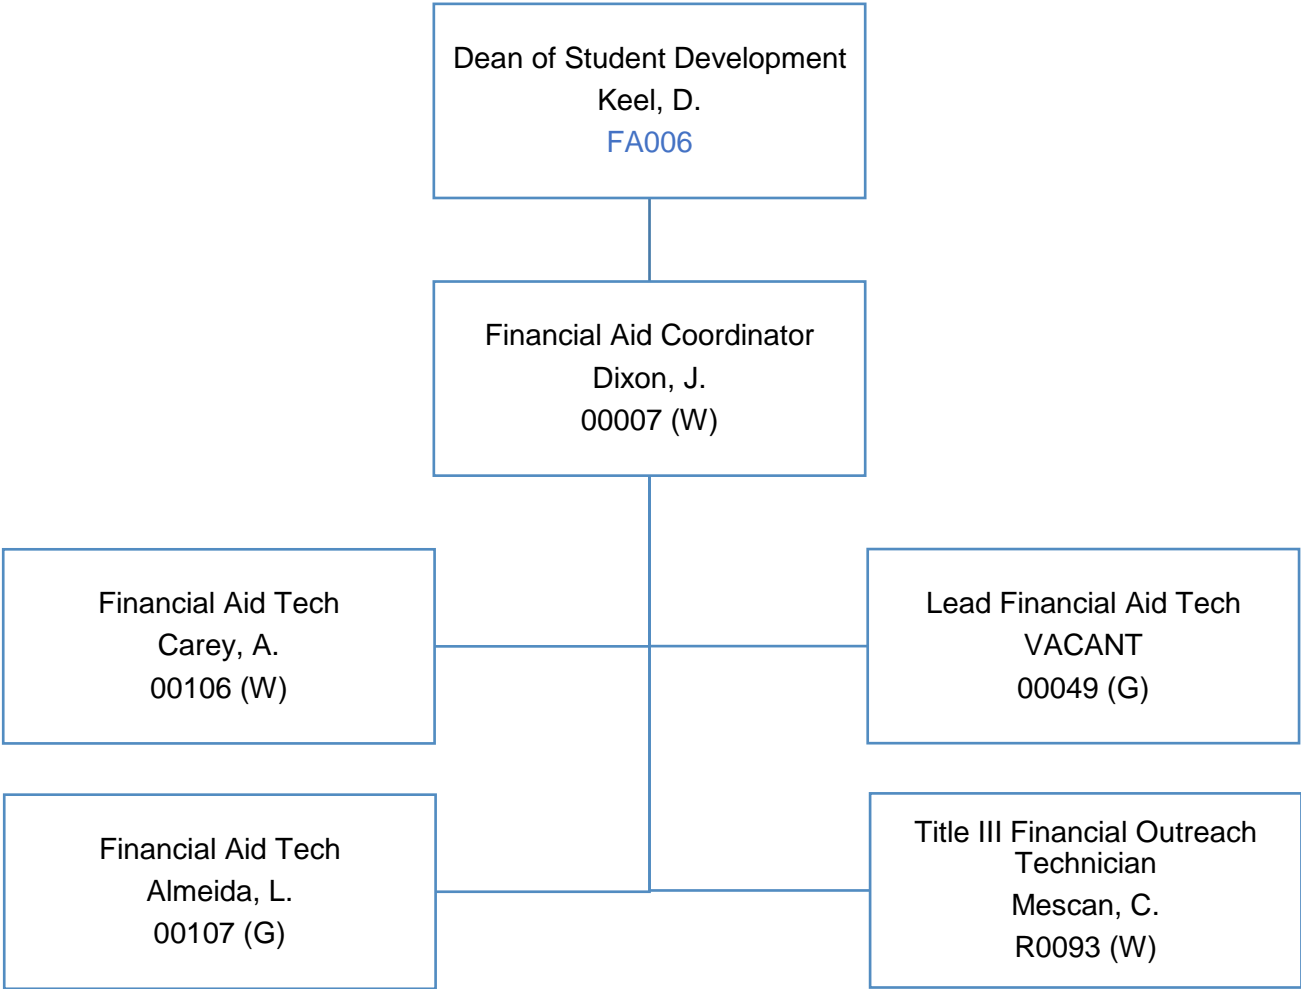 Dean of Student Development
Keel, D.
FA006
Financial Aid Coordinator
Dixon, J.
00007 (W)
Financial Aid Tech
Carey, A.
00106 (W)
Lead Financial Aid Tech
VACANT
00049 (G)
Financial Aid Tech
Almeida, L.
00107 (G)
Title III Financial Outreach
Technician
Mescan, C.
R0093 (W)